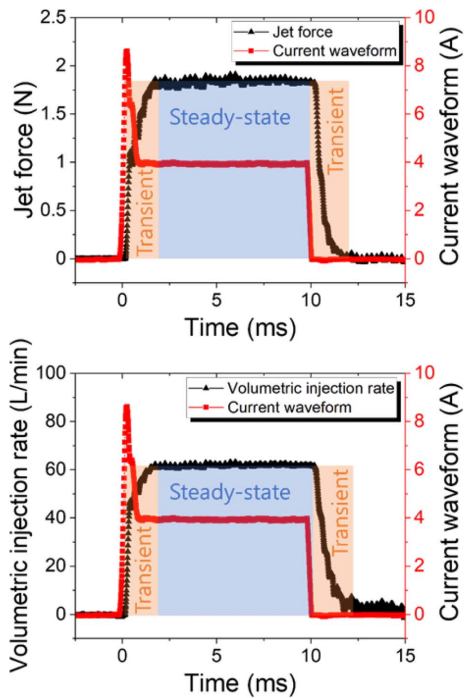 Jet force
Current waveform
2.5
2
1.5
1
0.5
0
Jet force (N)
10
8
6
4
2
0
Current waveform (A)
Steady-state
Transient
Transient
0
5
10
15
Time (ms)
Volumetric injection rate
Current waveform
100
80
60
40
20
0
Volumetric injection rate (L/min)
10
8
6
4
2
0
Current waveform (A)
Steady-state
Transient
Transient
0
5
10
15
Time (ms)